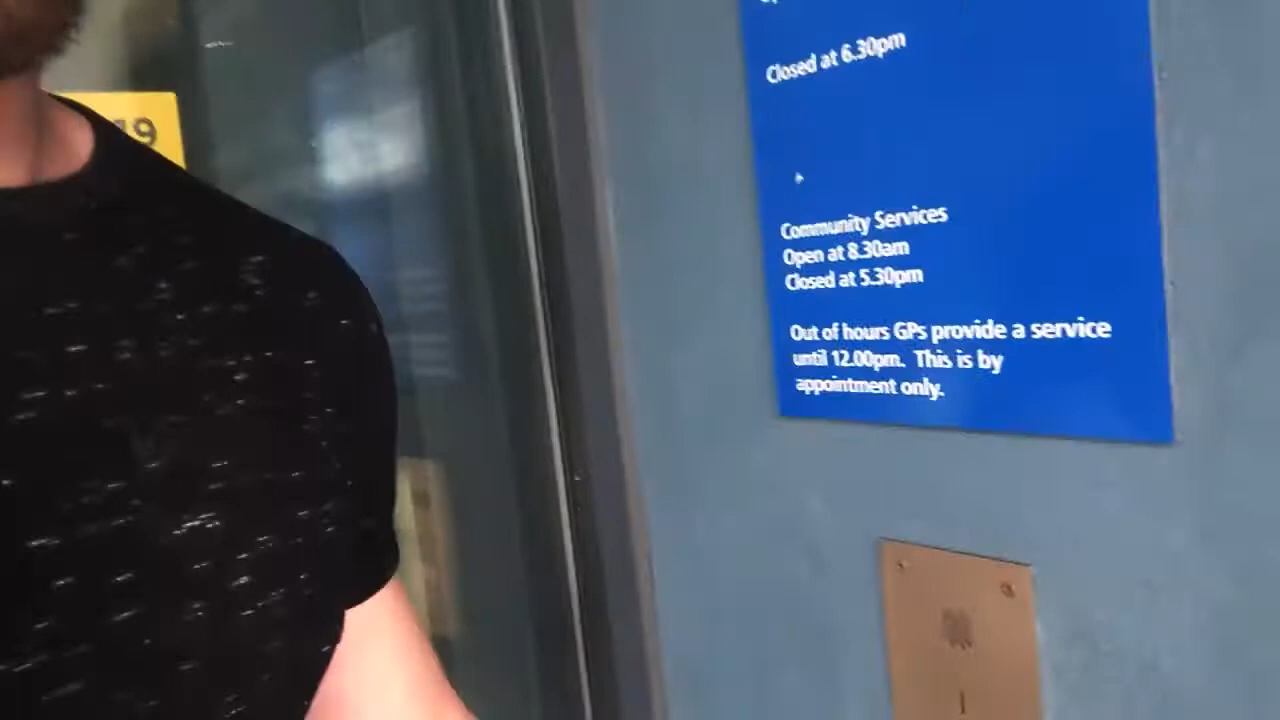 19
Closed at 6.30pm
Community Services
Open at 8.30am
Closed at 5.30pm
Out of hours GPs provide a service
until 12.00pm. This is by
appointment only.